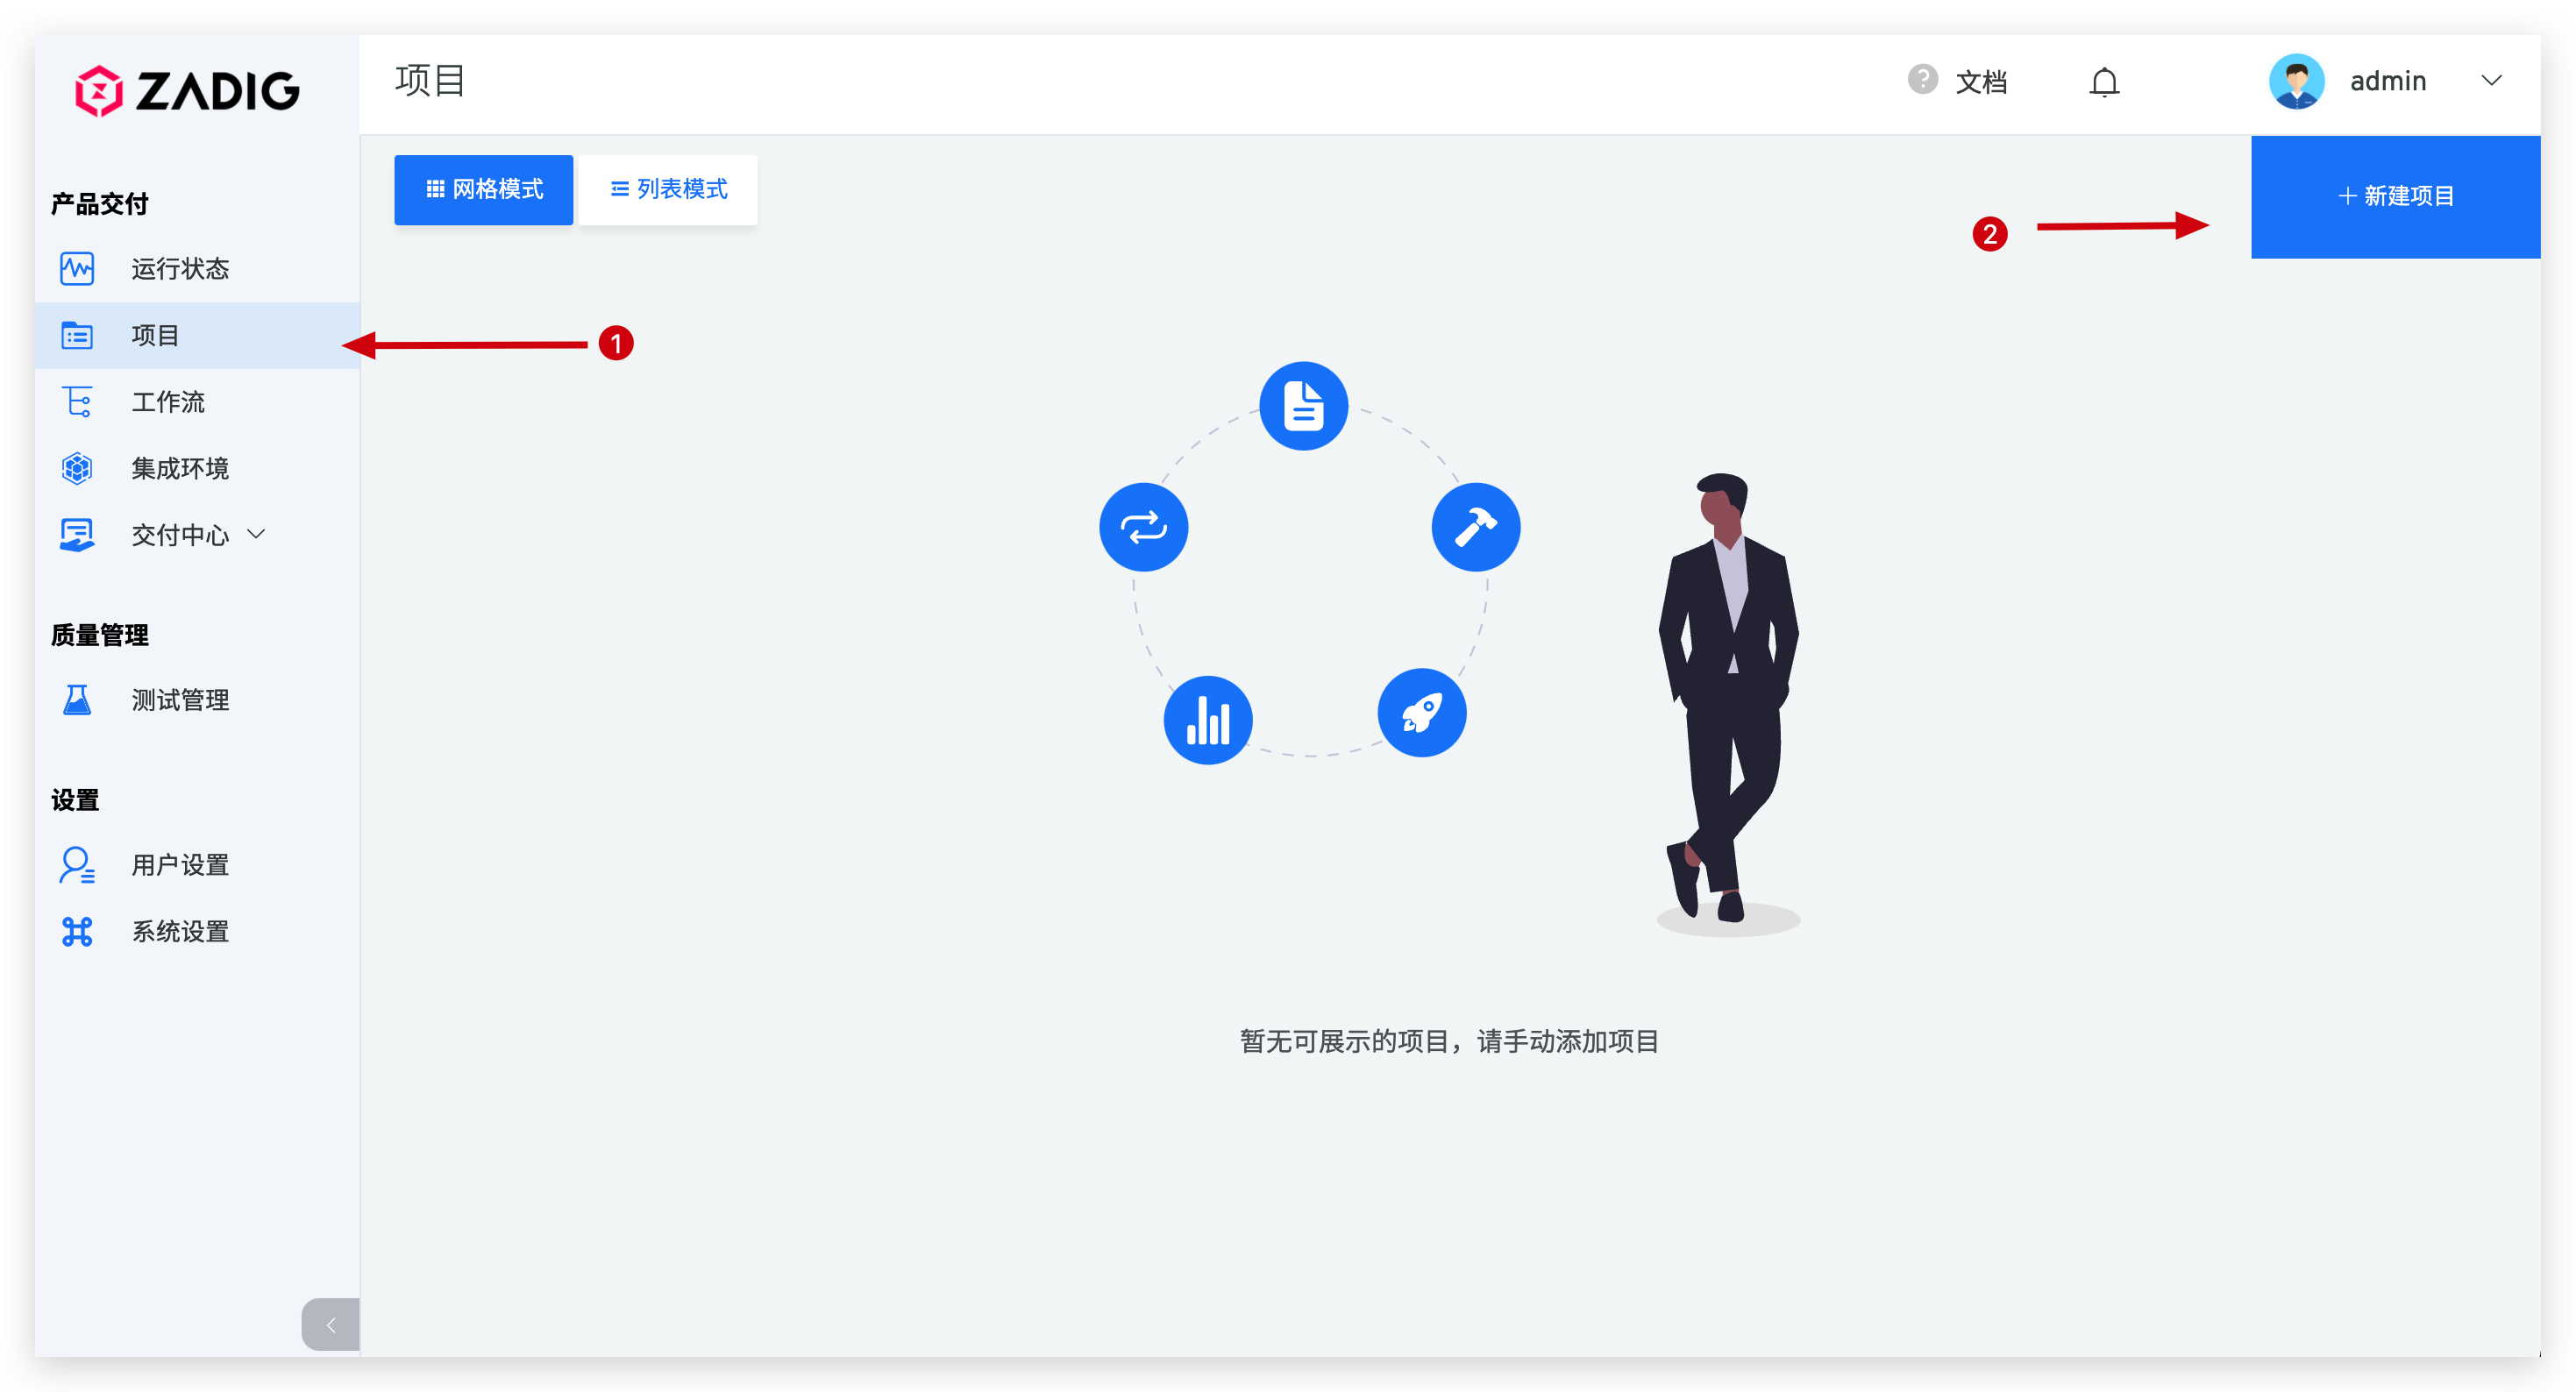 ZADIG
项目
? 文档
admin
产品交付
运行状态
项目
工作流
集成环境
交付中心
质量管理
测试管理
设置
用户设置
系统设置
网格模式
列表模式
+ 新建项目
1
2
暂无可展示的项目，请手动添加项目